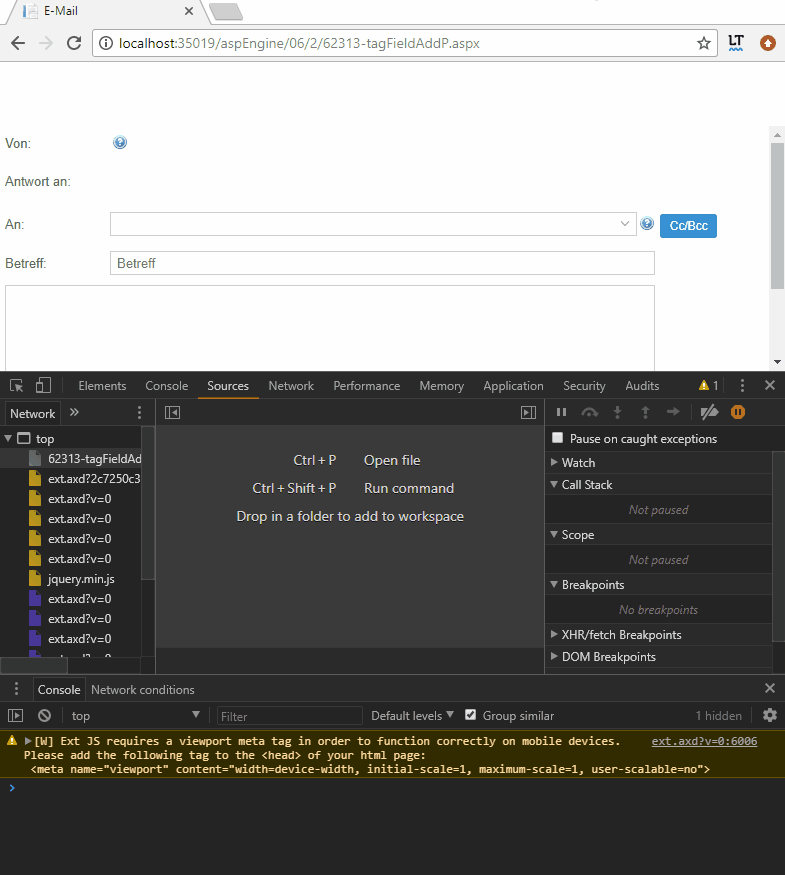 E-Mail
localhost:35019/aspEngine/06/2/62313-tagFieldAddP.aspx
LT
Von:
Antwort an:
An:
Cc/Bcc
Betreff:
Betreff
Elements Console Sources Network Performance Memory Application Security Audits 1
Network »
top
62313-tagFieldAd
ext.axd?2c7250c3
ext.axd?v=0
ext.axd?v=0
ext.axd?v=0
ext.axd?v=0
jquery.min.js
ext.axd?v=0
ext.axd?v=0
ext.axd?v=0
ext.axd?v=0
Ctrl + P Open file
Ctrl + Shift + P Run command
Drop in a folder to add to workspace
Pause on caught exceptions
Watch
Call Stack
Not paused
Scope
Not paused
Breakpoints
No breakpoints
XHR/fetch Breakpoints
DOM Breakpoints
Console Network conditions
top Filter Default levels Group similar 1 hidden
[W] Ext JS requires a viewport meta tag in order to function correctly on mobile devices. ext.axd?v=0:6006
Please add the following tag to the <head> of your html page:
<meta name="viewport" content="width=device-width, initial-scale=1, maximum-scale=1, user-scalable=no">